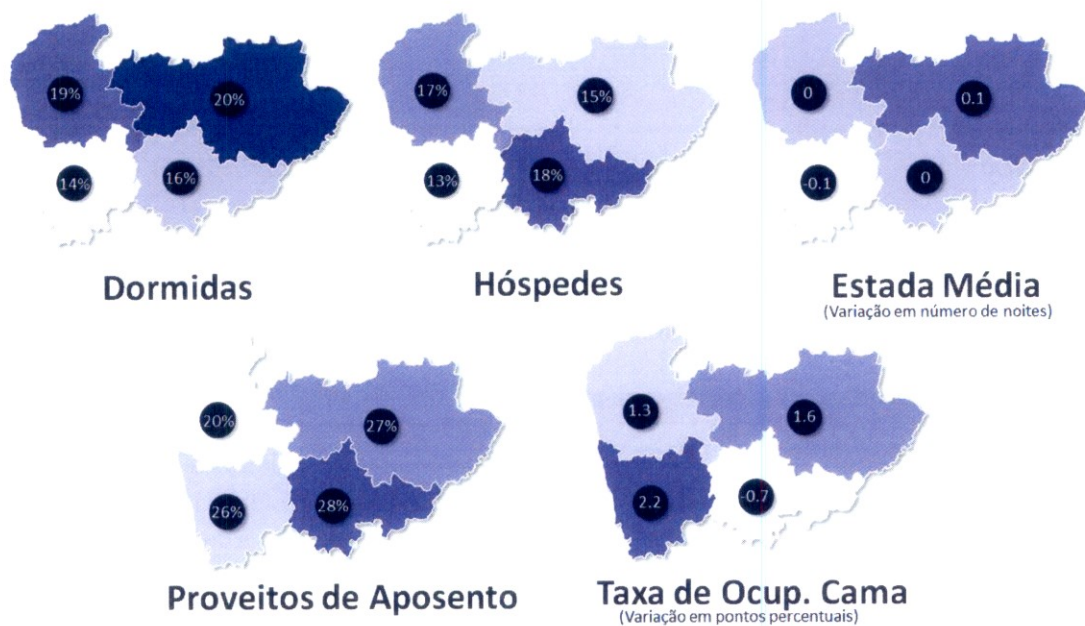 19%
20%
14%
16%
Dormidas
17%
15%
13%
18%
Hóspedes
0
0.1
-0.1
0
Estada Média
(Variação em número de noites)
20%
27%
26%
28%
Proveitos de Aposento
1.3
1.6
2.2
-0.7
Taxa de Ocup. Cama
(Variação em pontos percentuais)